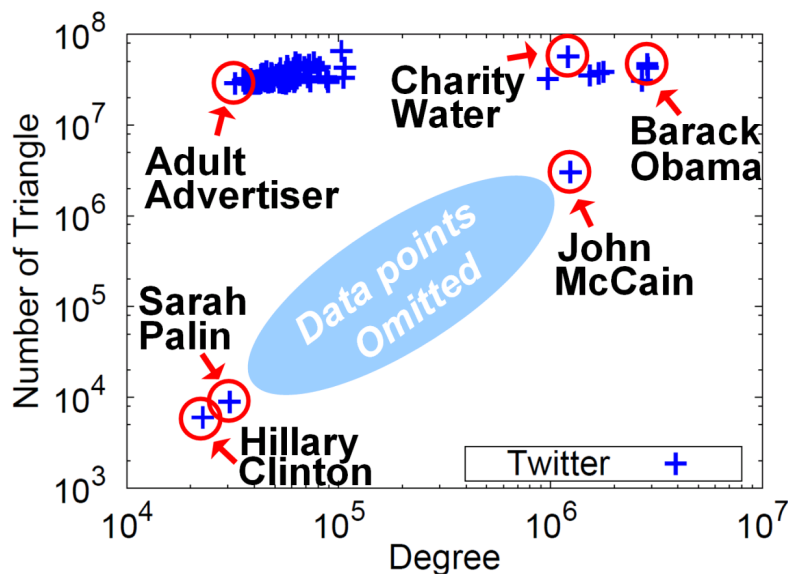 10^8
10^7
10^6
10^5
10^4
10^3
Number of Triangle
Charity
Water
Barack
Obama
Adult
Advertiser
John
McCain
Data points
Omitted
Sarah
Palin
Hillary
Clinton
Twitter
10^4
10^5
10^6
10^7
Degree